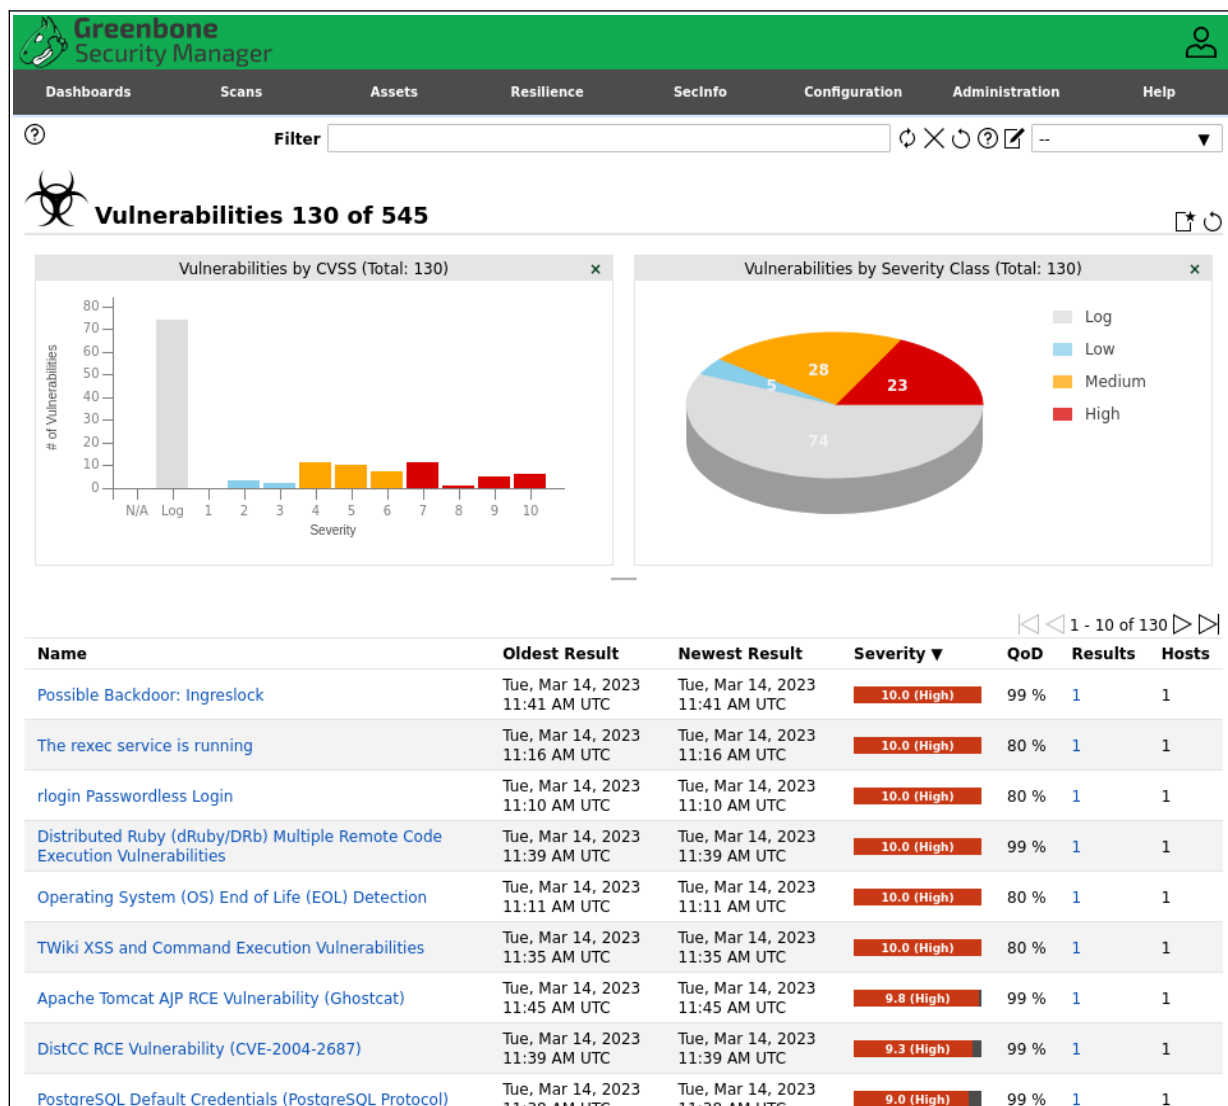 Greenbone
Security Manager
Dashboards Scans Assets Resilience SecInfo Configuration Administration Help
Filter --
Vulnerabilities 130 of 545
Vulnerabilities by CVSS (Total: 130)
# of Vulnerabilities
80
70
60
50
40
30
20
10
0
N/A Log 1 2 3 4 5 6 7 8 9 10
Severity
Vulnerabilities by Severity Class (Total: 130)
5
28
23
74
Log
Low
Medium
High
1 - 10 of 130
Name Oldest Result Newest Result Severity ▼ QoD Results Hosts
Possible Backdoor: Ingreslock Tue, Mar 14, 2023 Tue, Mar 14, 2023 10.0 (High) 99 % 1 1
11:41 AM UTC 11:41 AM UTC
The rexec service is running Tue, Mar 14, 2023 Tue, Mar 14, 2023 10.0 (High) 80 % 1 1
11:16 AM UTC 11:16 AM UTC
rlogin Passwordless Login Tue, Mar 14, 2023 Tue, Mar 14, 2023 10.0 (High) 80 % 1 1
11:10 AM UTC 11:10 AM UTC
Distributed Ruby (dRuby/DRb) Multiple Remote Code Tue, Mar 14, 2023 Tue, Mar 14, 2023 10.0 (High) 99 % 1 1
Execution Vulnerabilities 11:39 AM UTC 11:39 AM UTC
Operating System (OS) End of Life (EOL) Detection Tue, Mar 14, 2023 Tue, Mar 14, 2023 10.0 (High) 80 % 1 1
11:11 AM UTC 11:11 AM UTC
TWiki XSS and Command Execution Vulnerabilities Tue, Mar 14, 2023 Tue, Mar 14, 2023 10.0 (High) 80 % 1 1
11:35 AM UTC 11:35 AM UTC
Apache Tomcat AJP RCE Vulnerability (Ghostcat) Tue, Mar 14, 2023 Tue, Mar 14, 2023 9.8 (High) 99 % 1 1
11:45 AM UTC 11:45 AM UTC
DistCC RCE Vulnerability (CVE-2004-2687) Tue, Mar 14, 2023 Tue, Mar 14, 2023 9.3 (High) 99 % 1 1
11:39 AM UTC 11:39 AM UTC
PostgreSQL Default Credentials (PostgreSQL Protocol) Tue, Mar 14, 2023 Tue, Mar 14, 2023 9.0 (High) 99 % 1 1